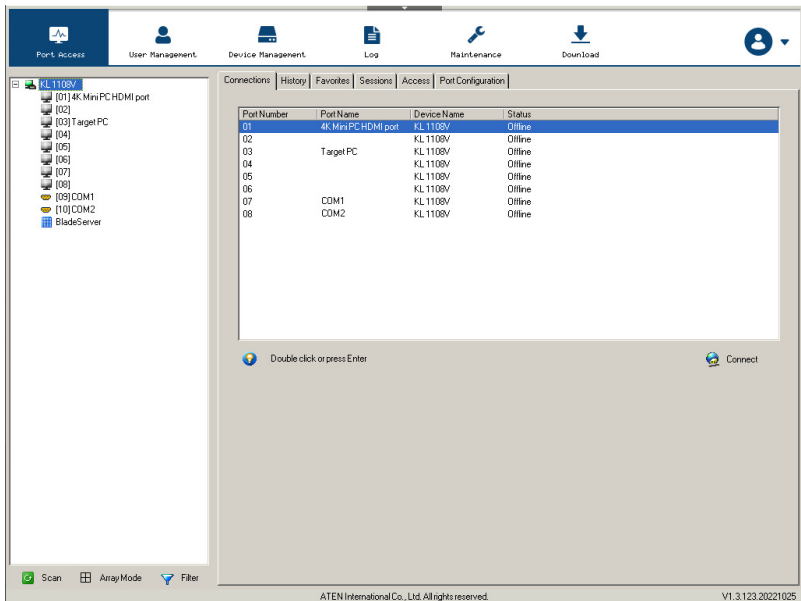 Port Access User Management Device Management Log Maintenance Download
KL1108V
[01]4K Mini PC HDMI port
[02]
[03]Target PC
[04]
[05]
[06]
[07]
[08]
[09]COM1
[10]COM2
BladeServer
Scan Array Mode Filter
Connections History Favorites Sessions Access Port Configuration
Port Number Port Name Device Name Status
01 4K Mini PC HDMI port KL1108V Offline
02 KL1108V Offline
03 Target PC KL1108V Offline
04 KL1108V Offline
05 KL1108V Offline
06 KL1108V Offline
07 COM1 KL1108V Offline
08 COM2 KL1108V Offline
Double click or press Enter
Connect
ATEN International Co., Ltd. All rights reserved.
V1.3.123.20221025